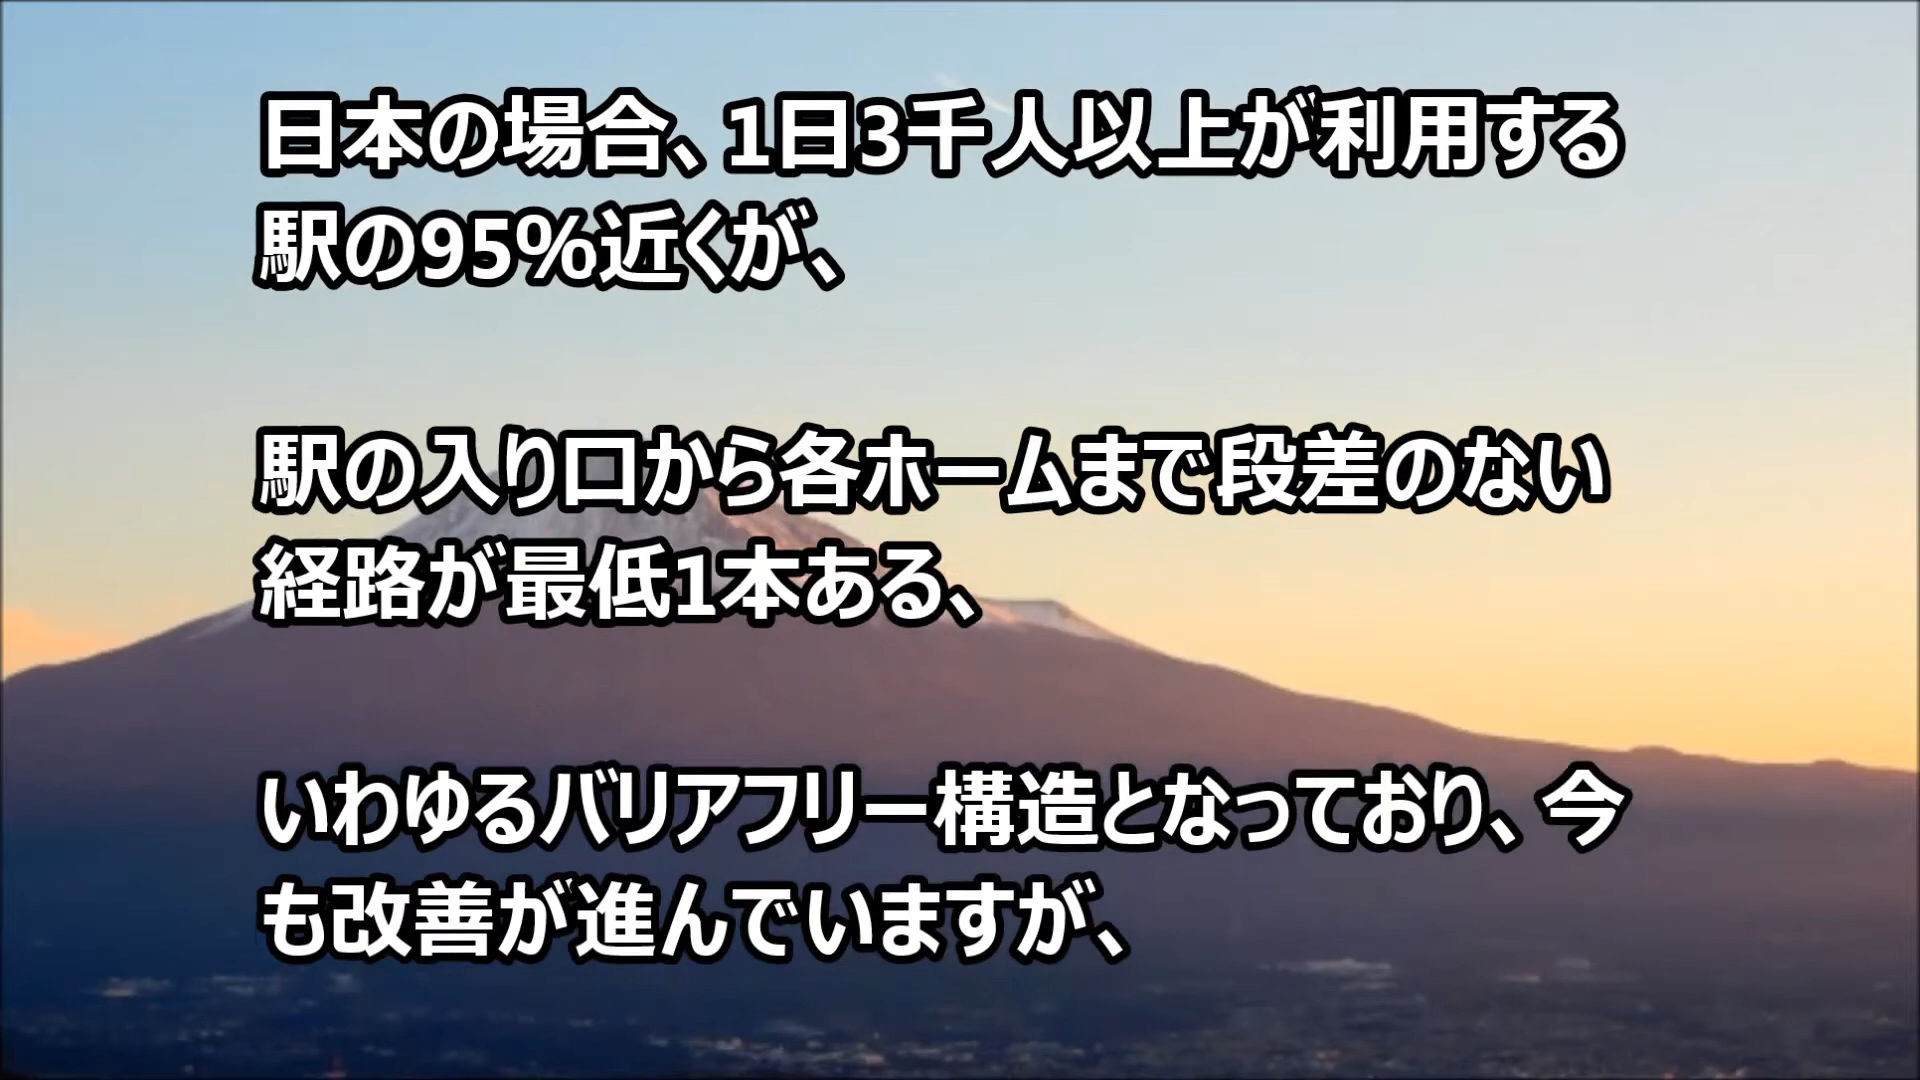 日本の場合、1日3千人以上が利用する
駅の95%近くが、
駅の入り口から各ホームまで段差のない
経路が最低1本ある、
いわゆるバリアフリー構造となっており、今
も改善が進んでいますが、